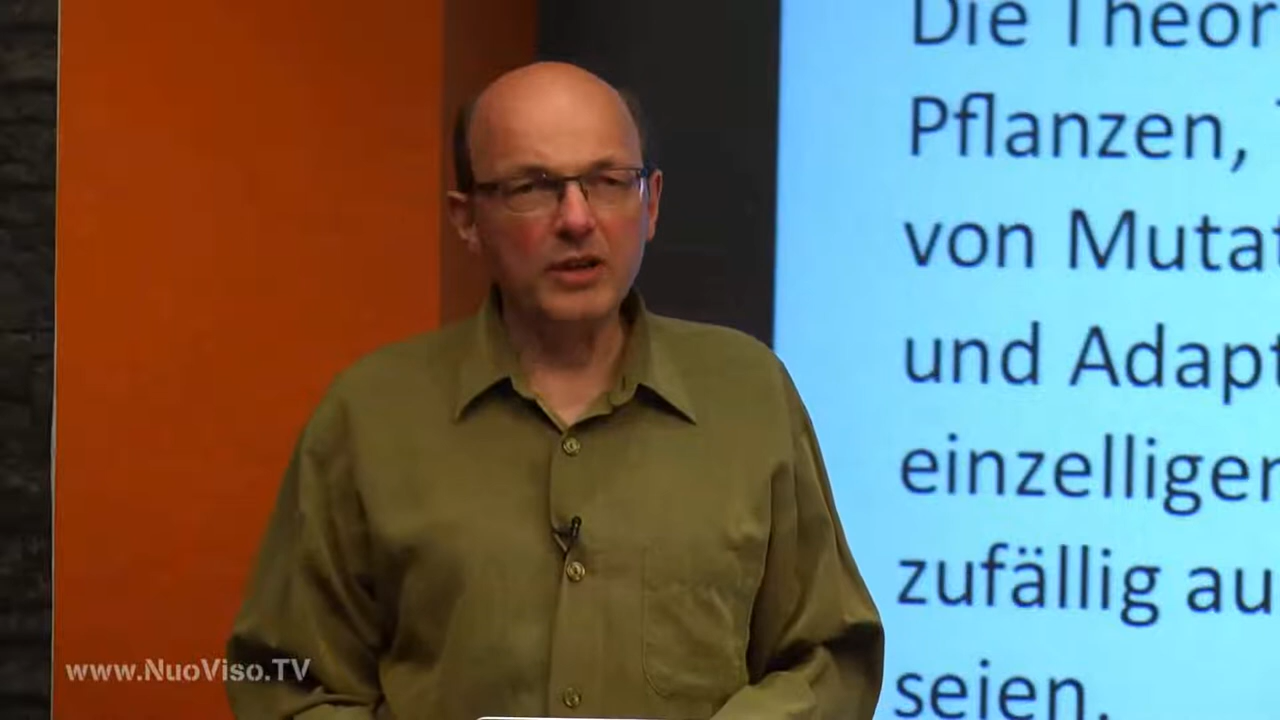 Die Theor
Pflanzen,
von Mutat
und Adapt
einzelliger
zufällig au
seien.
www.NuoViso.TV